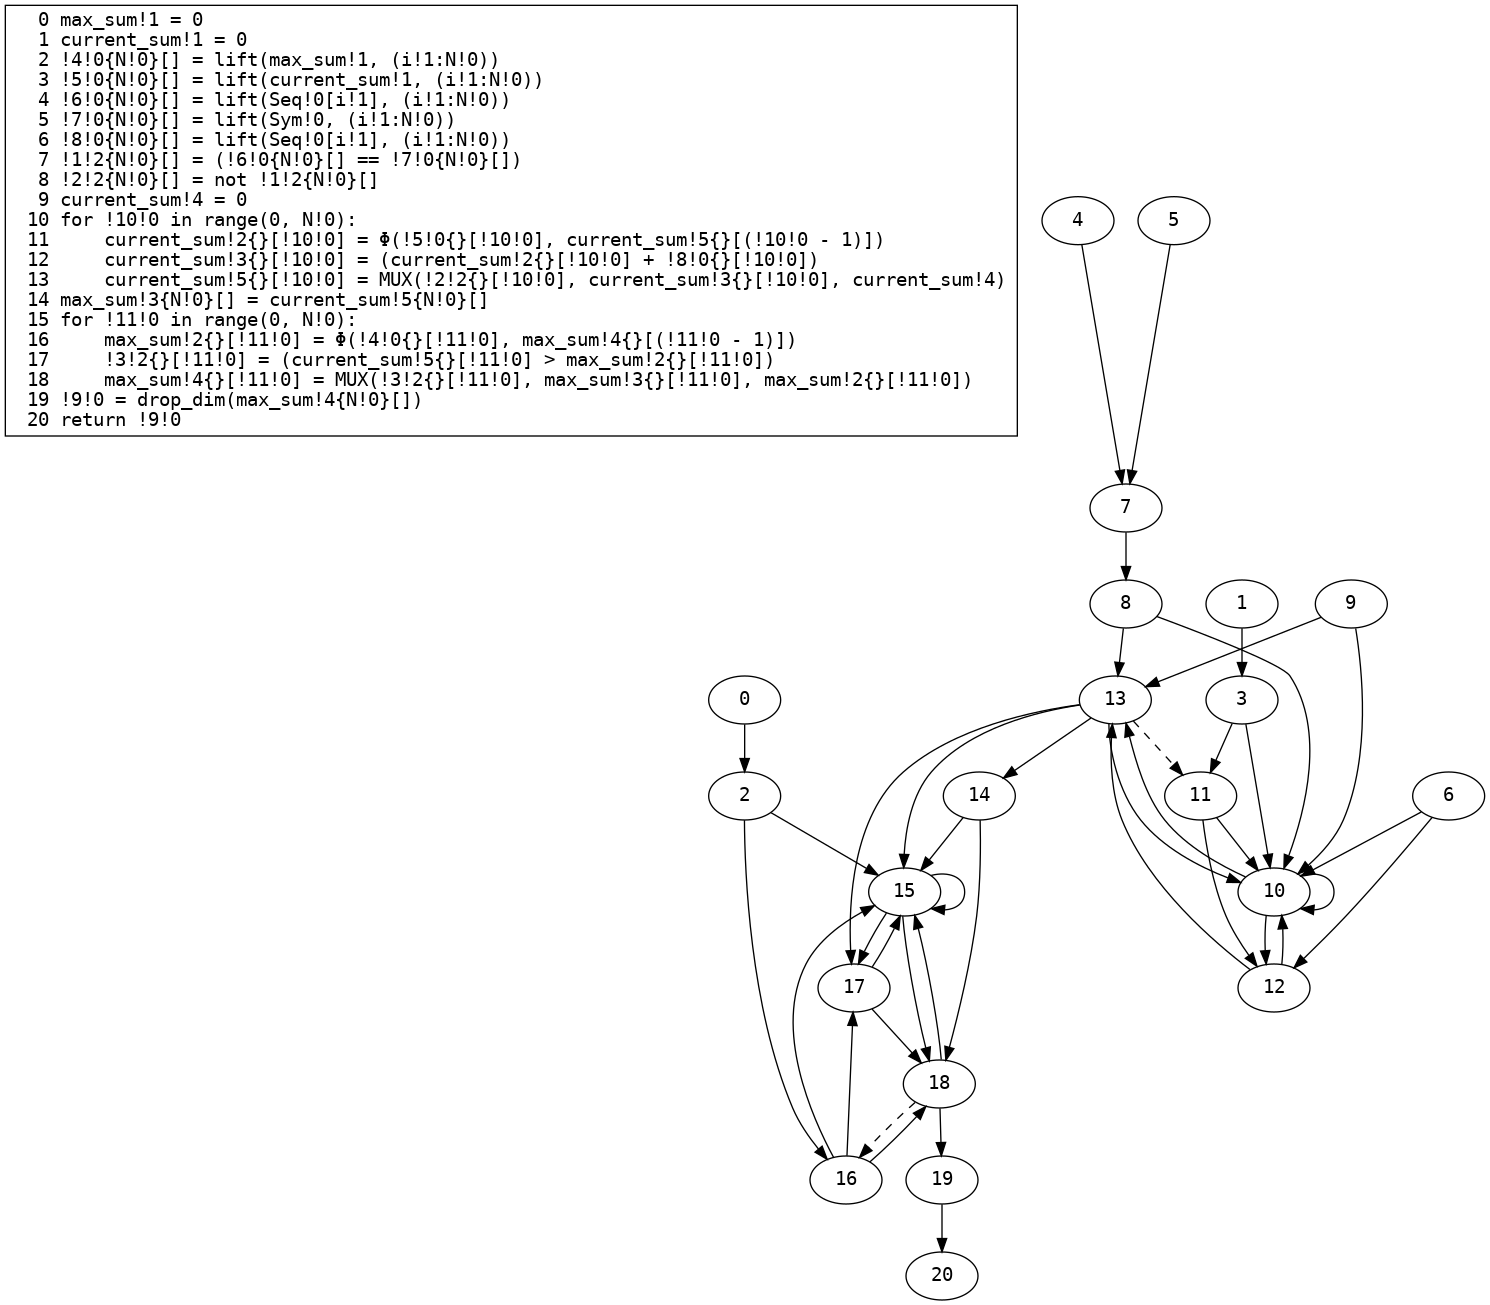 0 max_sum!1 = 0
1 current_sum!1 = 0
2 !4!0{N!0}[] = lift(max_sum!1, (i!1:N!0))
3 !5!0{N!0}[] = lift(current_sum!1, (i!1:N!0))
4 !6!0{N!0}[] = lift(Seq!0[i!1], (i!1:N!0))
5 !7!0{N!0}[] = lift(Sym!0, (i!1:N!0))
6 !8!0{N!0}[] = lift(Seq!0[i!1], (i!1:N!0))
7 !1!2{N!0}[] = (!6!0{N!0}[] == !7!0{N!0}[])
8 !2!2{N!0}[] = not !1!2{N!0}[]
9 current_sum!4 = 0
10 for !10!0 in range(0, N!0):
11     current_sum!2{}[!10!0] = Φ(!5!0{}[!10!0], current_sum!5{}[(!10!0 - 1)])
12     current_sum!3{}[!10!0] = (current_sum!2{}[!10!0] + !8!0{}[!10!0])
13     current_sum!5{}[!10!0] = MUX(!2!2{}[!10!0], current_sum!3{}[!10!0], current_sum!4)
14 max_sum!3{N!0}[] = current_sum!5{N!0}[]
15 for !11!0 in range(0, N!0):
16     max_sum!2{}[!11!0] = Φ(!4!0{}[!11!0], max_sum!4{}[(!11!0 - 1)])
17     !3!2{}[!11!0] = (current_sum!5{}[!11!0] > max_sum!2{}[!11!0])
18     max_sum!4{}[!11!0] = MUX(!3!2{}[!11!0], max_sum!3{}[!11!0], max_sum!2{}[!11!0])
19 !9!0 = drop_dim(max_sum!4{N!0}[])
20 return !9!0
4
5
7
8
1
9
0
13
3
2
14
11
6
15
10
17
12
18
16
19
20